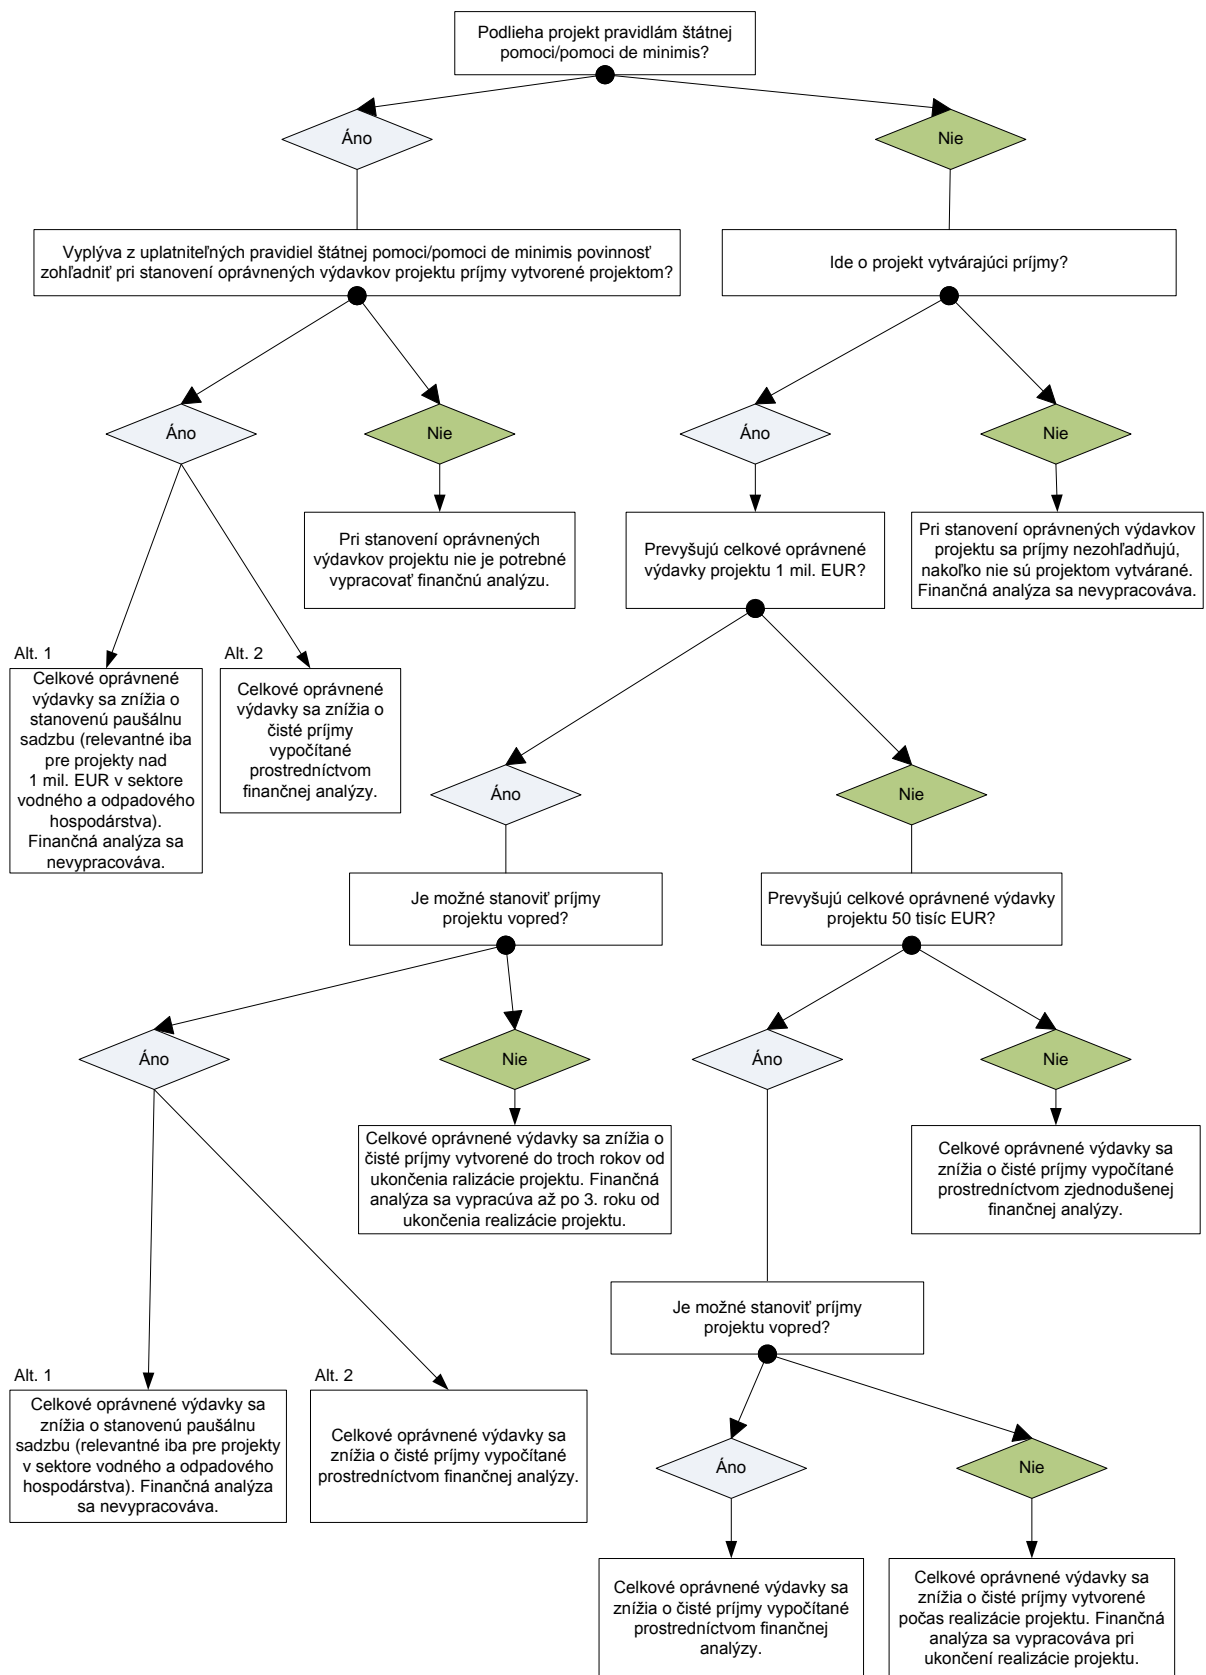 Podlieha projekt pravidlám štátnej
pomoci/pomoci de minimis?
Áno
Nie
Vyplýva z uplatniteľných pravidiel štátnej pomoci/pomoci de minimis povinnosť
zohľadniť pri stanovení oprávnených výdavkov projektu príjmy vytvorené projektom?
Ide o projekt vytvárajúci príjmy?
Áno
Nie
Áno
Nie
Pri stanovení oprávnených
výdavkov projektu nie je potrebné
vypracovať finančnú analýzu.
Prevyšujú celkové oprávnené
výdavky projektu 1 mil. EUR?
Pri stanovení oprávnených výdavkov
projektu sa príjmy nezohľadňujú,
nakoľko nie sú projektom vytvárané.
Finančná analýza sa nevypracováva.
Alt. 1
Celkové oprávnené
výdavky sa znížia o
stanovenú paušálnu
sadzbu (relevantné iba
pre projekty nad
1 mil. EUR v sektore
vodného a odpadového
hospodárstva).
Finančná analýza sa
nevypracováva.
Alt. 2
Celkové oprávnené
výdavky sa znížia o
čisté príjmy
vypočítané
prostredníctvom
finančnej analýzy.
Áno
Nie
Je možné stanoviť príjmy
projektu vopred?
Prevyšujú celkové oprávnené výdavky
projektu 50 tisíc EUR?
Áno
Nie
Áno
Nie
Celkové oprávnené výdavky sa znížia o
čisté príjmy vytvorené do troch rokov od
ukončenia ralizácie projektu. Finančná
analýza sa vypracúva až po 3. roku od
ukončenia realizácie projektu.
Celkové oprávnené výdavky sa
znížia o čisté príjmy vypočítané
prostredníctvom zjednodušenej
finančnej analýzy.
Je možné stanoviť príjmy
projektu vopred?
Alt. 1
Celkové oprávnené výdavky sa
znížia o stanovenú paušálnu
sadzbu (relevantné iba pre projekty
v sektore vodného a odpadového
hospodárstva). Finančná analýza
sa nevypracováva.
Alt. 2
Celkové oprávnené výdavky sa
znížia o čisté príjmy vypočítané
prostredníctvom finančnej analýzy.
Áno
Nie
Celkové oprávnené výdavky sa
znížia o čisté príjmy vypočítané
prostredníctvom finančnej
analýzy.
Celkové oprávnené výdavky sa
znížia o čisté príjmy vytvorené
počas realizácie projektu. Finančná
analýza sa vypracováva pri
ukončení realizácie projektu.